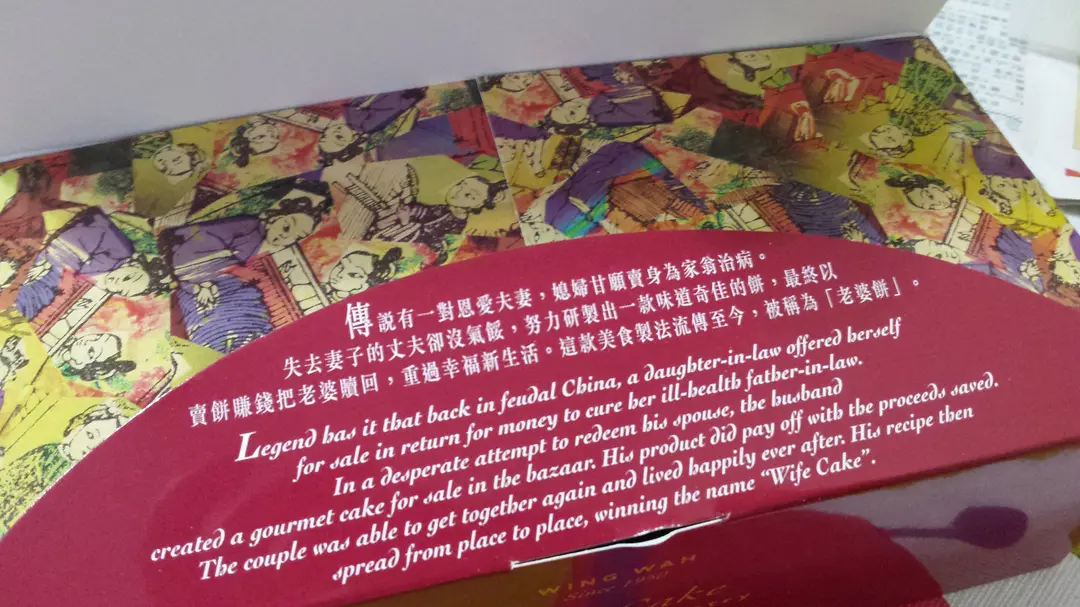 傳說有一對恩愛夫妻，媳婦甘願賣身為家翁治病。
失去妻子的丈夫卻沒氣餒，努力研製出一款味道奇佳的餅，最終以
賣餅賺錢把老婆贖回，重過幸福新生活。這款美食製法流傳至今，被稱為「老婆餅」。
Legend has it that back in feudal China, a daughter-in-law offered herself
for sale in return for money to cure her ill-health father-in-law.
In a desperate attempt to redeem his spouse, the husband
created a gourmet cake for sale in the bazaar. His product did pay off with the proceeds saved.
The couple was able to get together again and lived happily ever after. His recipe then
spread from place to place, winning the name “Wife Cake”.
WING WAH
Since 1950